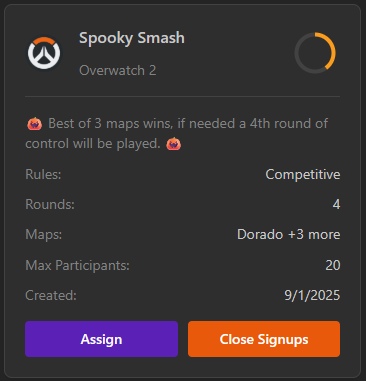 Spooky Smash
Overwatch 2
🎃 Best of 3 maps wins, if needed a 4th round of
control will be played. 🎃
Rules: Competitive
Rounds: 4
Maps: Dorado +3 more
Max Participants: 20
Created: 9/1/2025
Assign Close Signups